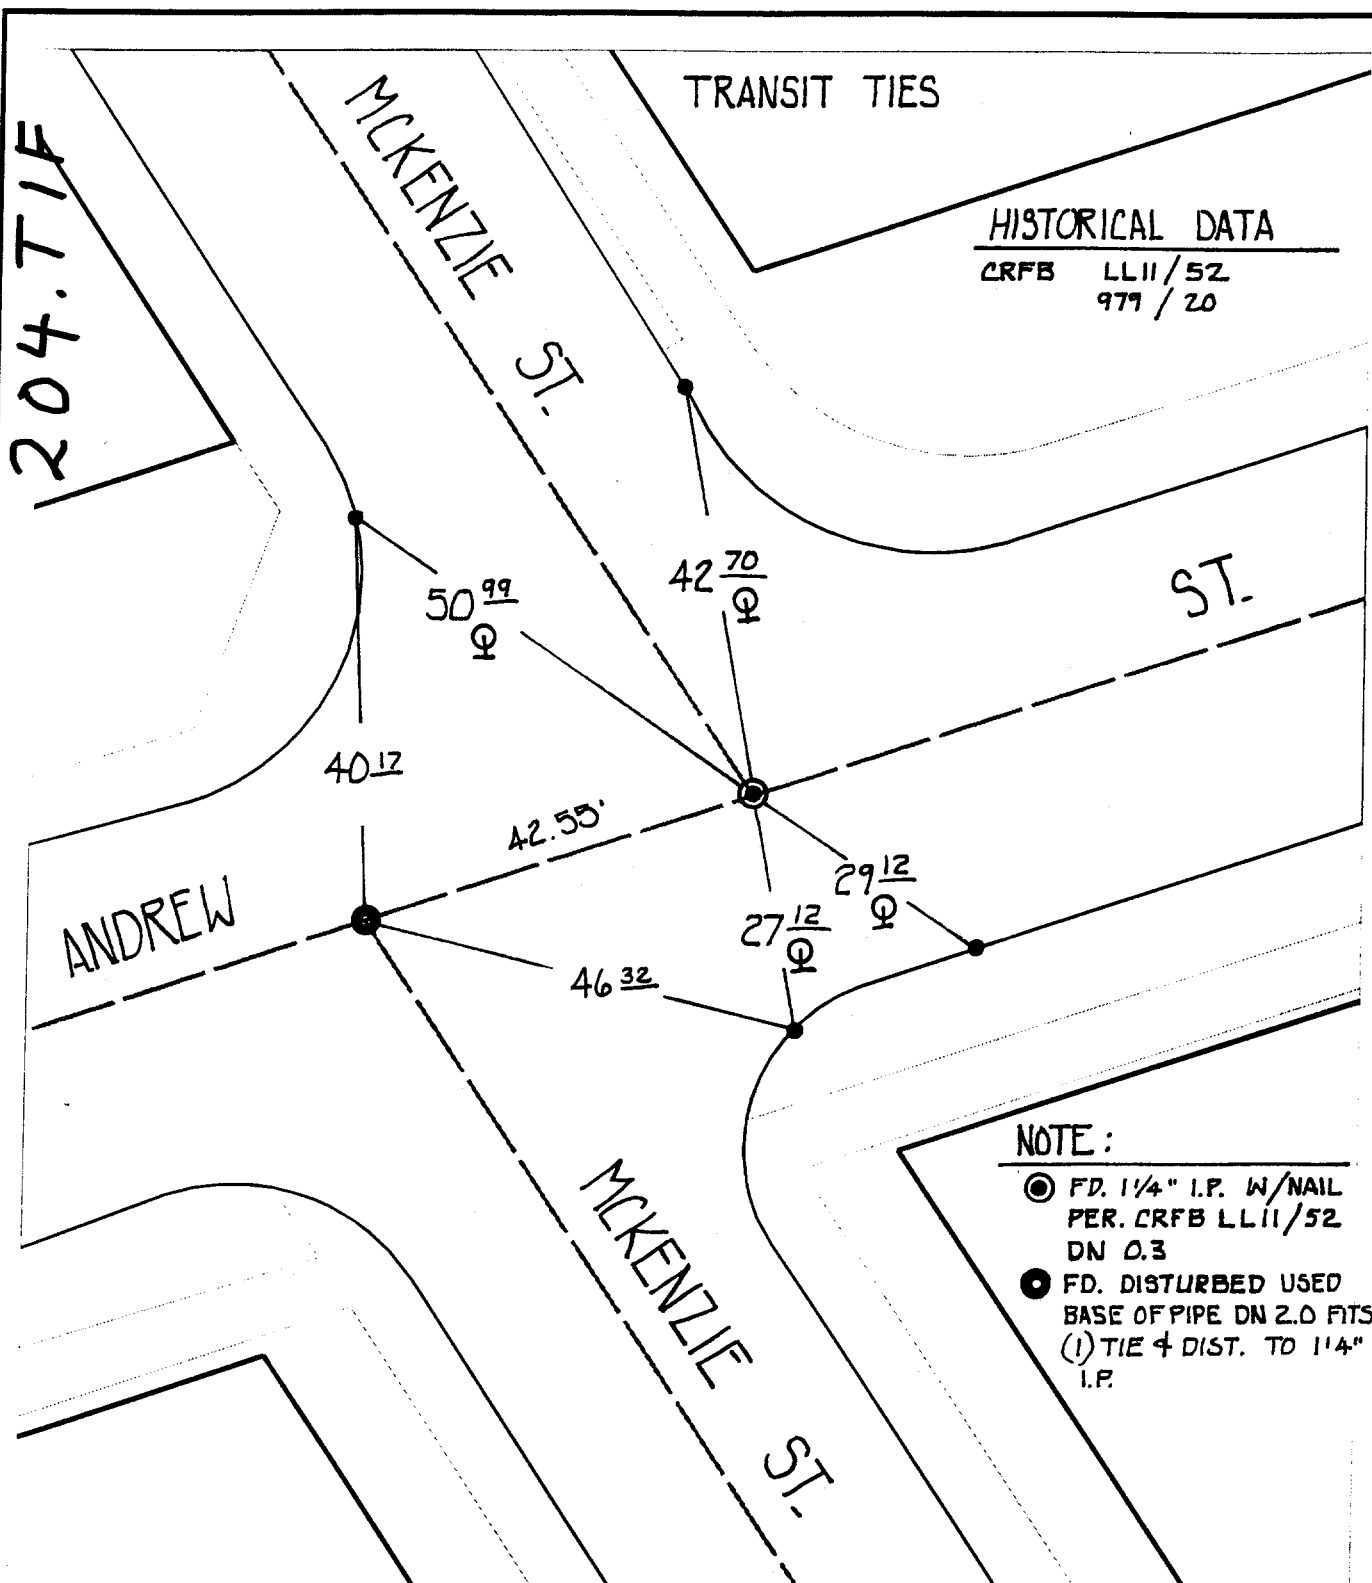 TRANSIT TIES
204.TIF
MCKENZIE ST.
HISTORICAL DATA
CRFB LL11/52
979/20
42 70
50 99
ST.
40 17
42.55'
ANDREW
29 12
27 12
46 32
NOTE:
FD. 1 1/4" I.P. W/NAIL
PER. CRFB LL11/52
DN 0.3
FD. DISTURBED USED
BASE OF PIPE DN 2.0 FITS
(1) TIE & DIST. TO 1'4"
I.P.
MCKENZIE ST.